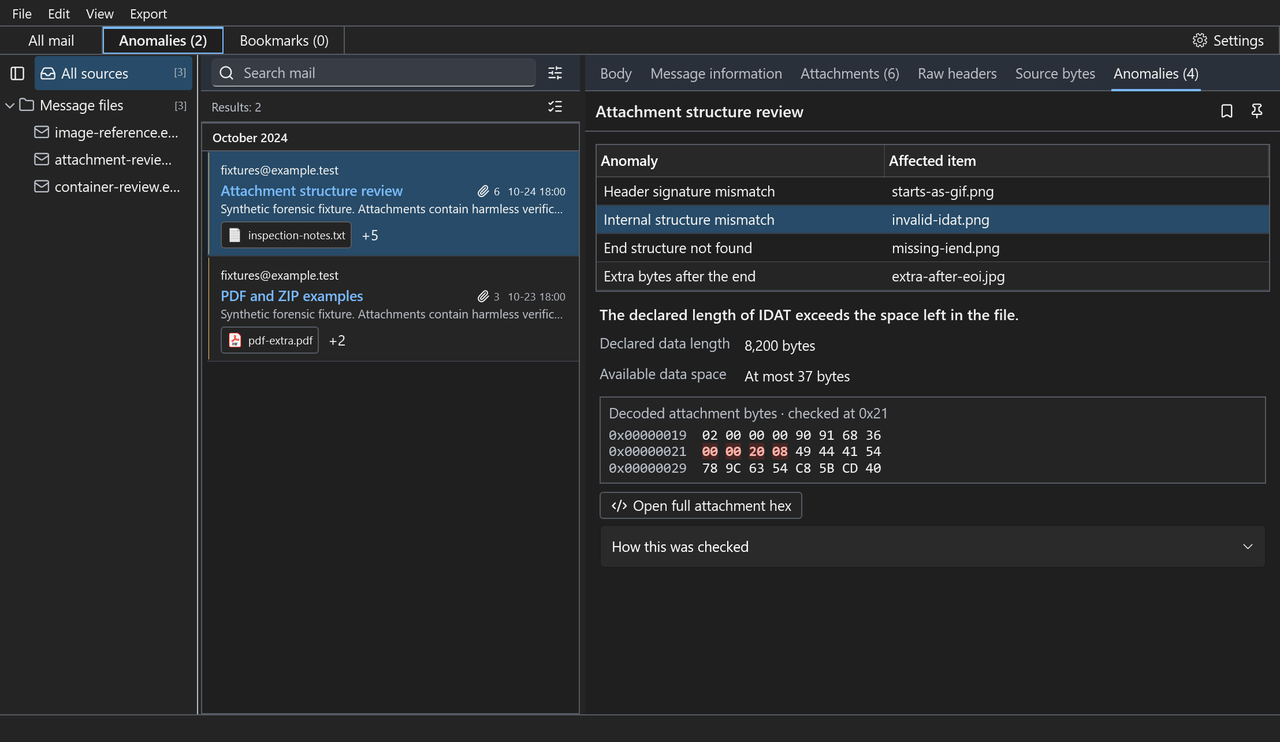 File Edit View Export
All mail Anomalies (2) Bookmarks (0) Settings
All sources [3]
Message files [3]
image-reference.e...
attachment-revie...
container-review.e...
Search mail
Results: 2
October 2024
fixtures@example.test
Attachment structure review 6 10-24 18:00
Synthetic forensic fixture. Attachments contain harmless verific...
inspection-notes.txt +5
fixtures@example.test
PDF and ZIP examples 3 10-23 18:00
Synthetic forensic fixture. Attachments contain harmless verific...
pdf-extra.pdf +2
Body Message information Attachments (6) Raw headers Source bytes Anomalies (4)
Attachment structure review
Anomaly Affected item
Header signature mismatch starts-as-gif.png
Internal structure mismatch invalid-idat.png
End structure not found missing-iend.png
Extra bytes after the end extra-after-eoi.jpg
The declared length of IDAT exceeds the space left in the file.
Declared data length 8,200 bytes
Available data space At most 37 bytes
Decoded attachment bytes · checked at 0x21
0x00000019 02 00 00 00 90 91 68 36
0x00000021 00 00 20 08 49 44 41 54
0x00000029 78 9C 63 54 C8 5B CD 40
Open full attachment hex
How this was checked